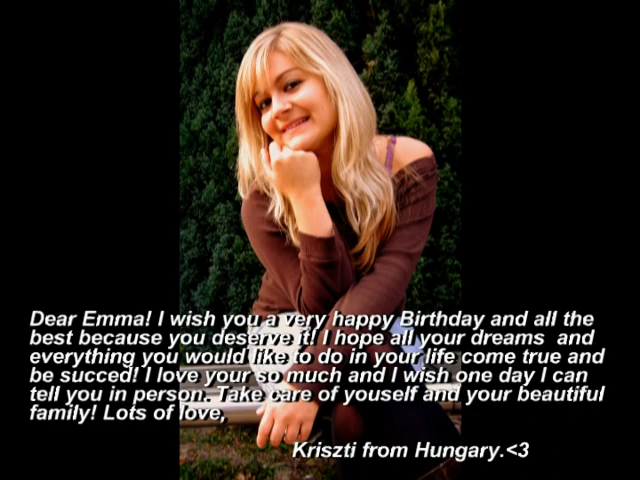 Dear Emma! I wish you a very happy Birthday and all the
best because you deserve it! I hope all your dreams and
everything you would like to do in your life come true and
be succed! I love your so much and I wish one day I can
tell you in person. Take care of youself and your beautiful
family! Lots of love,
Kriszti from Hungary.<3